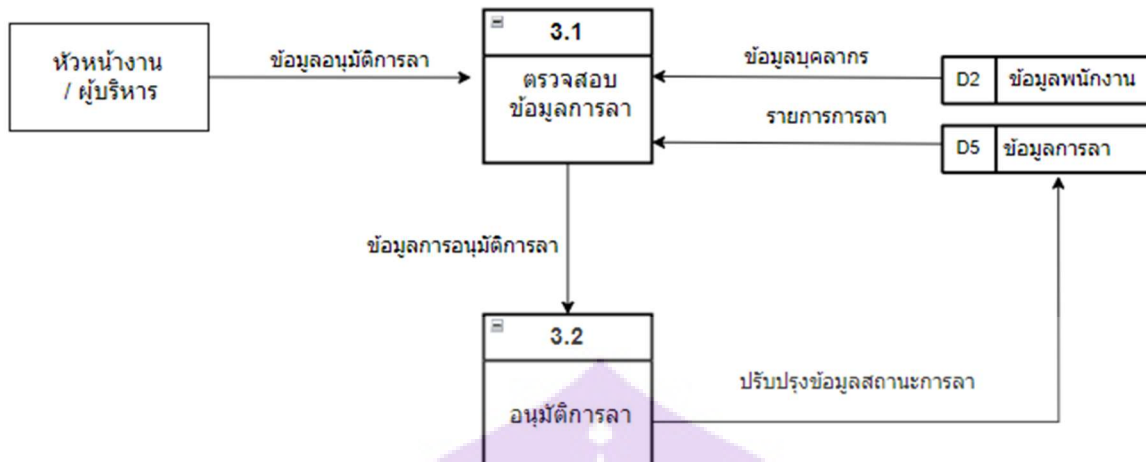 หัวหน้างาน
/ ผู้บริหาร
ข้อมูลอนุมัติการลา
3.1
ตรวจสอบ
ข้อมูลการลา
ข้อมูลบุคลากร
D2 ข้อมูลพนักงาน
รายการการลา
D5 ข้อมูลการลา
ข้อมูลการอนุมัติการลา
3.2
อนุมัติการลา
ปรับปรุงข้อมูลสถานะการลา